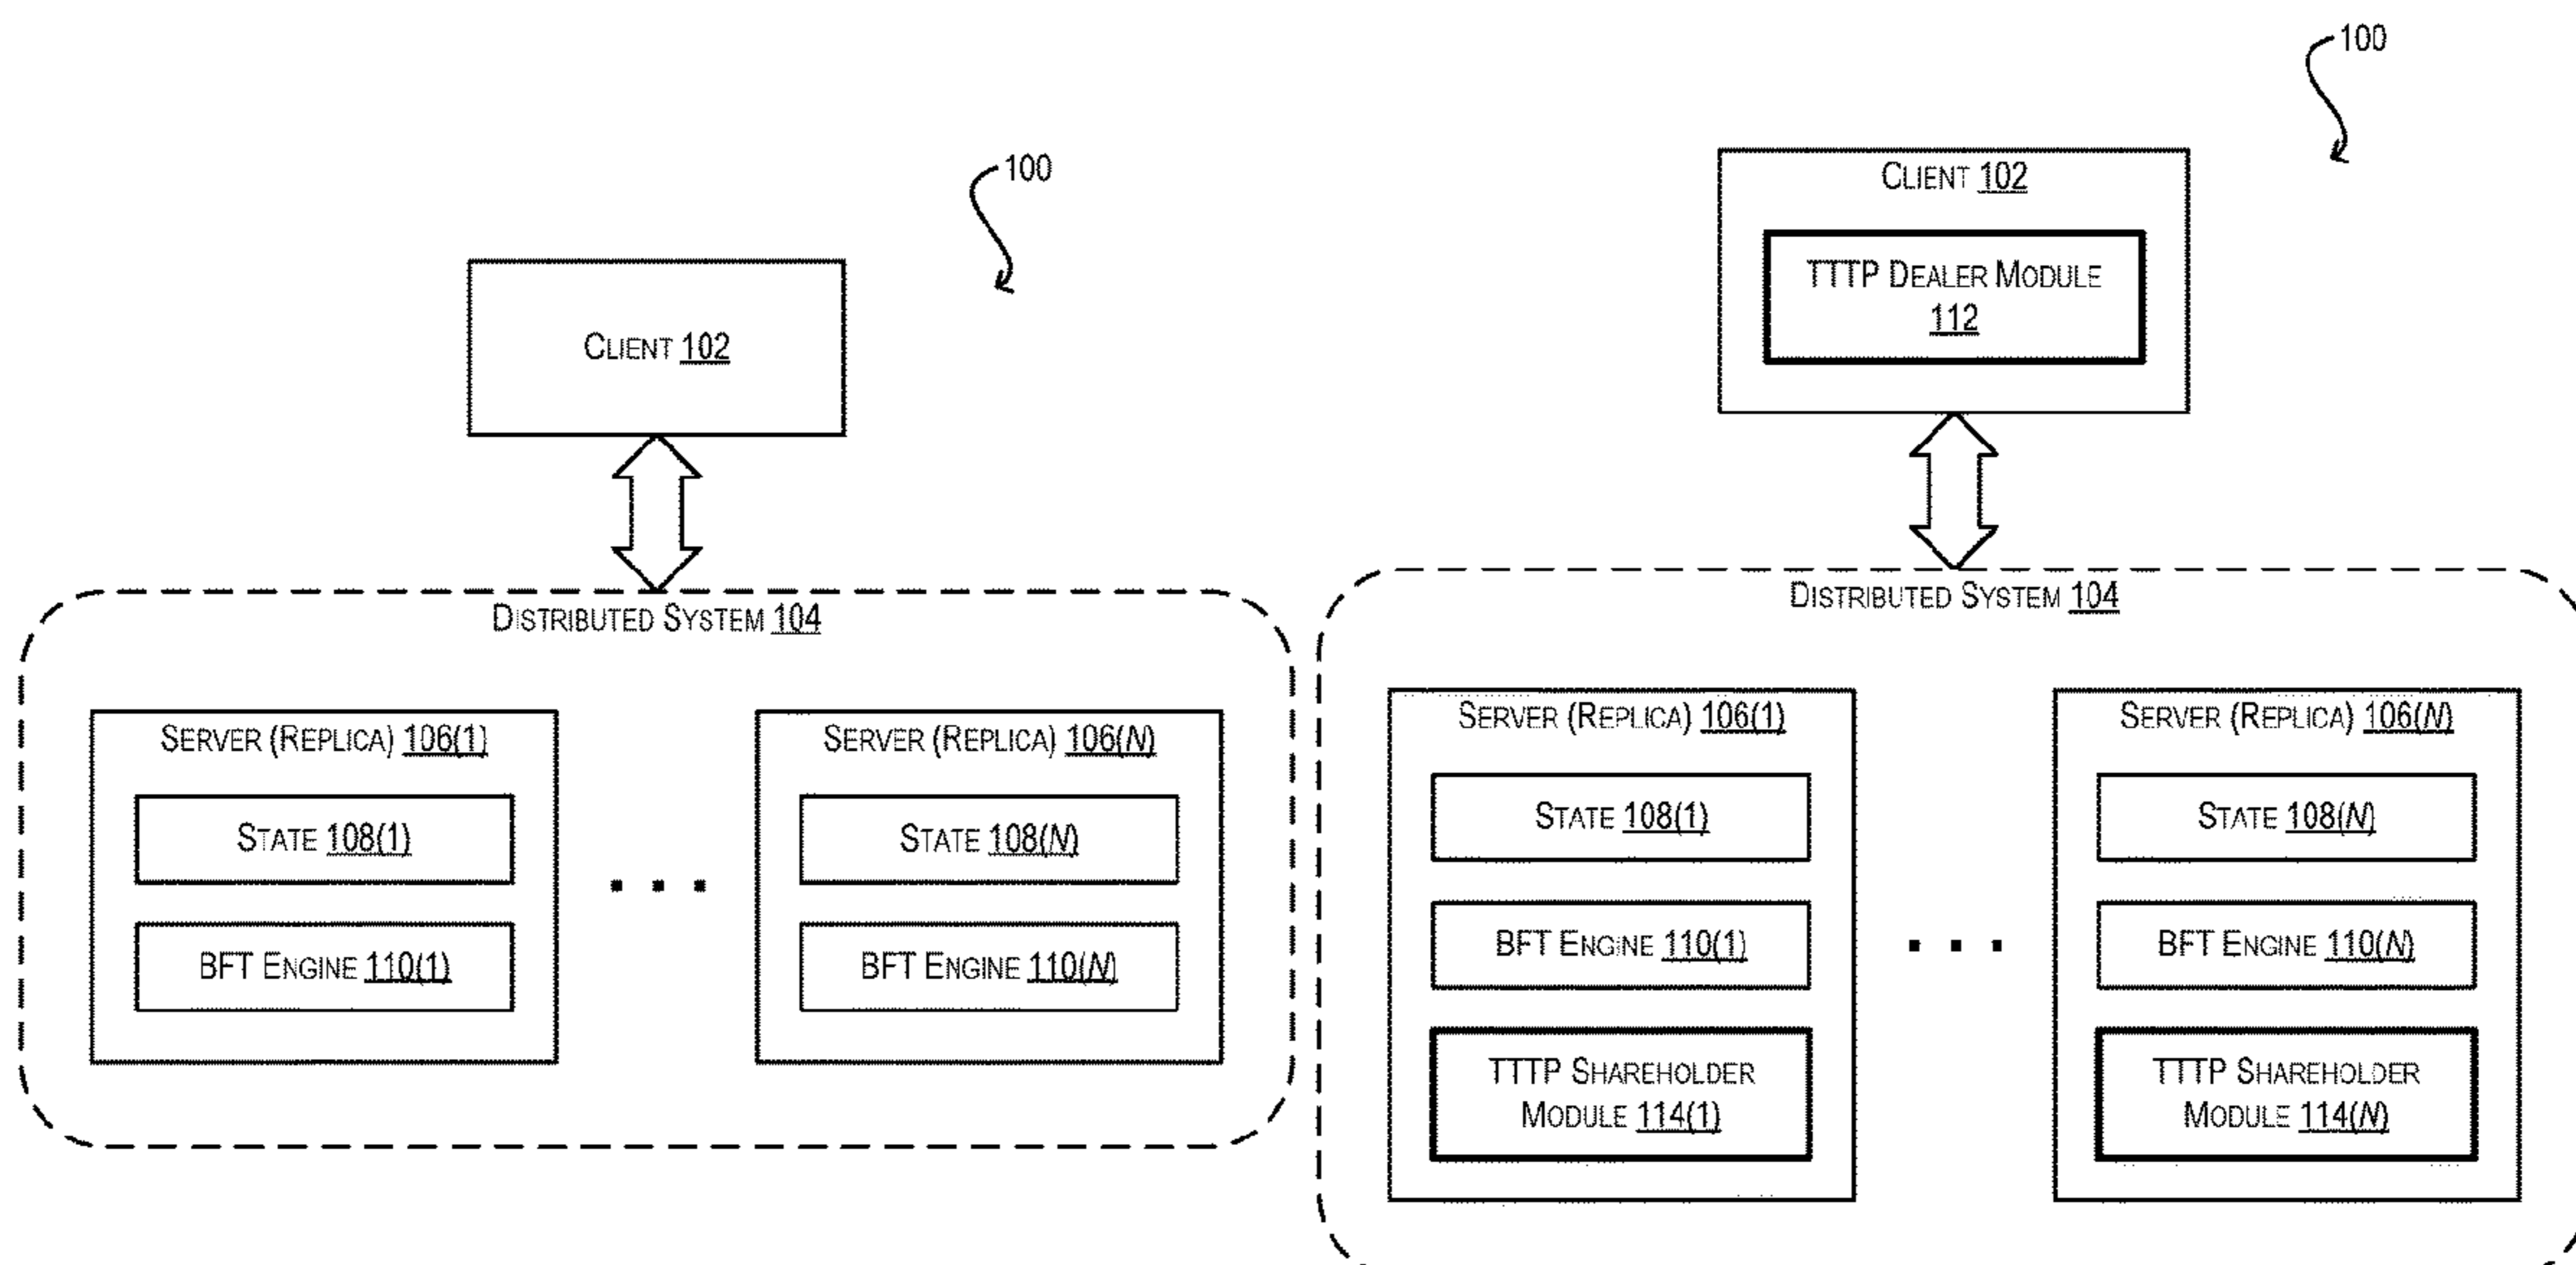 100
CLIENT 102
DISTRIBUTED SYSTEM 104
SERVER (REPLICA) 106(1)
STATE 108(1)
BFT ENGINE 110(1)
SERVER (REPLICA) 106(N)
STATE 108(N)
BFT ENGINE 110(N)
100
CLIENT 102
TTTP DEALER MODULE
112
DISTRIBUTED SYSTEM 104
SERVER (REPLICA) 106(1)
STATE 108(1)
BFT ENGINE 110(1)
TTTP SHAREHOLDER
MODULE 114(1)
SERVER (REPLICA) 106(N)
STATE 108(N)
BFT ENGINE 110(N)
TTTP SHAREHOLDER
MODULE 114(N)